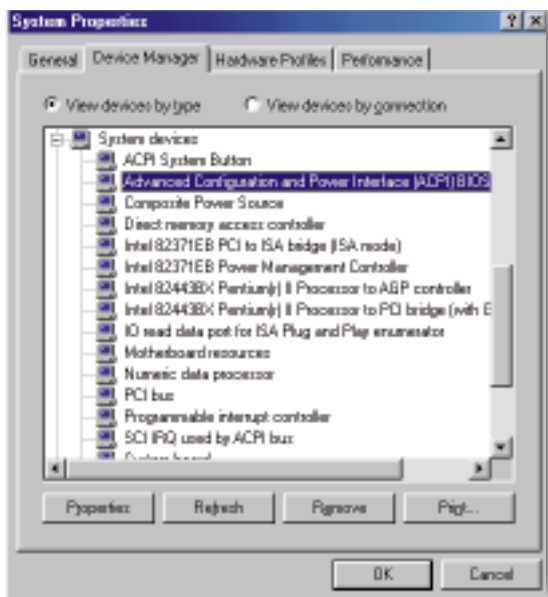 System Properties
General Device Manager Hardware Profiles Performance
View devices by type View devices by connection
System devices
ACPI System Button
Advanced Configuration and Power Interface (ACPI) BIOS
Composite Power Source
Direct memory access controller
Intel 82371EB PCI to ISA bridge (ISA mode)
Intel 82371EB Power Management Controller
Intel 82443BX Pentium(r) II Processor to AGP controller
Intel 82443BX Pentium(r) II Processor to PCI bridge (with E
IO read data port for ISA Plug and Play enumerator
Motherboard resources
Numeric data processor
PCI bus
Programmable interrupt controller
SCI IRQ used by ACPI bus
System board
Properties Refresh Remove Print...
OK Cancel